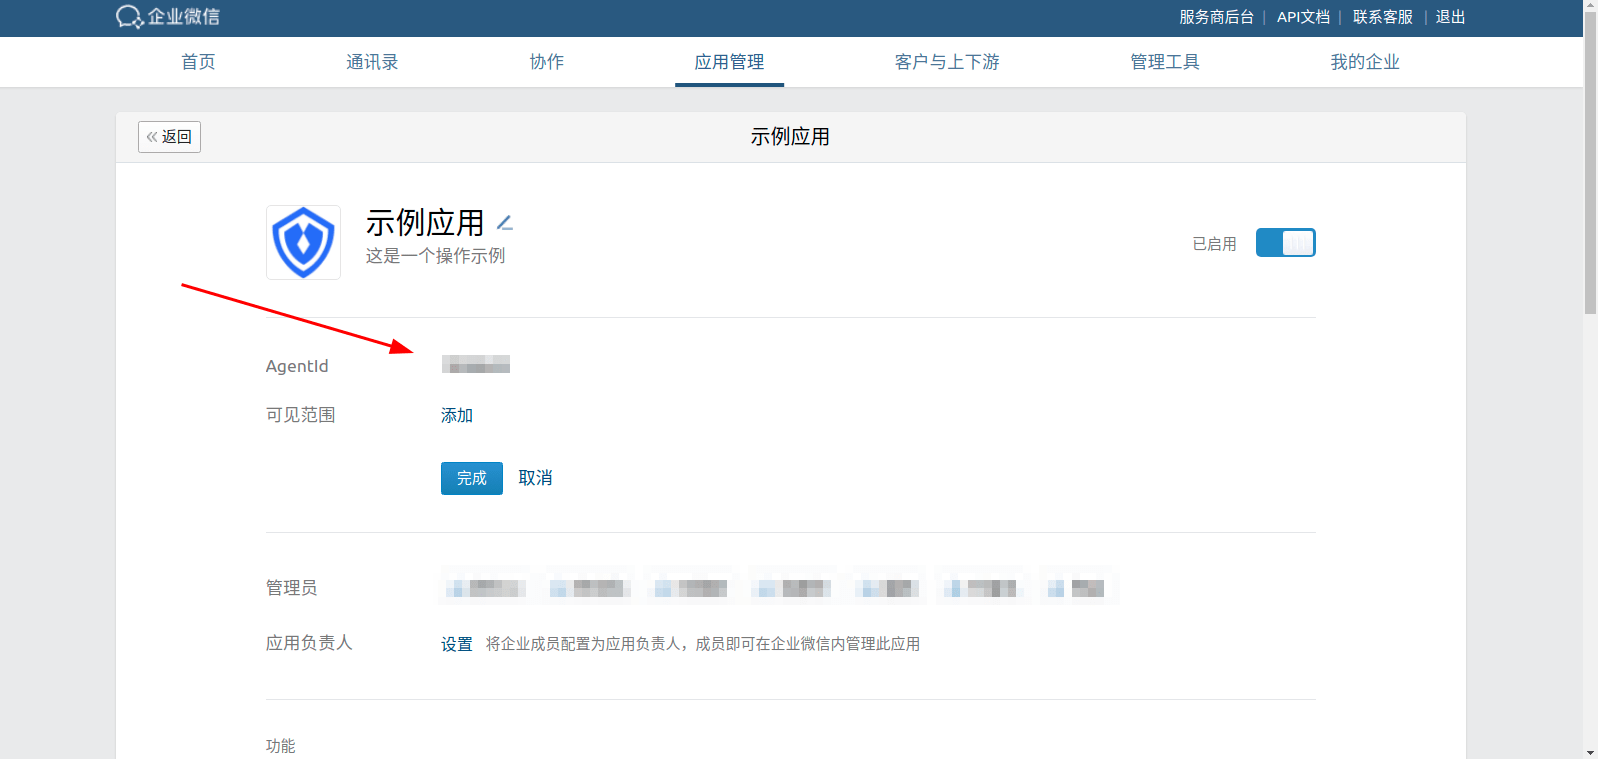 企业微信
服务商后台 | API文档 | 联系客服 | 退出
首页 通讯录 协作 应用管理 客户与上下游 管理工具 我的企业
« 返回 示例应用
示例应用
这是一个操作示例
已启用
AgentId
可见范围 添加
完成 取消
管理员
应用负责人 设置 将企业成员配置为应用负责人，成员即可在企业微信内管理此应用
功能